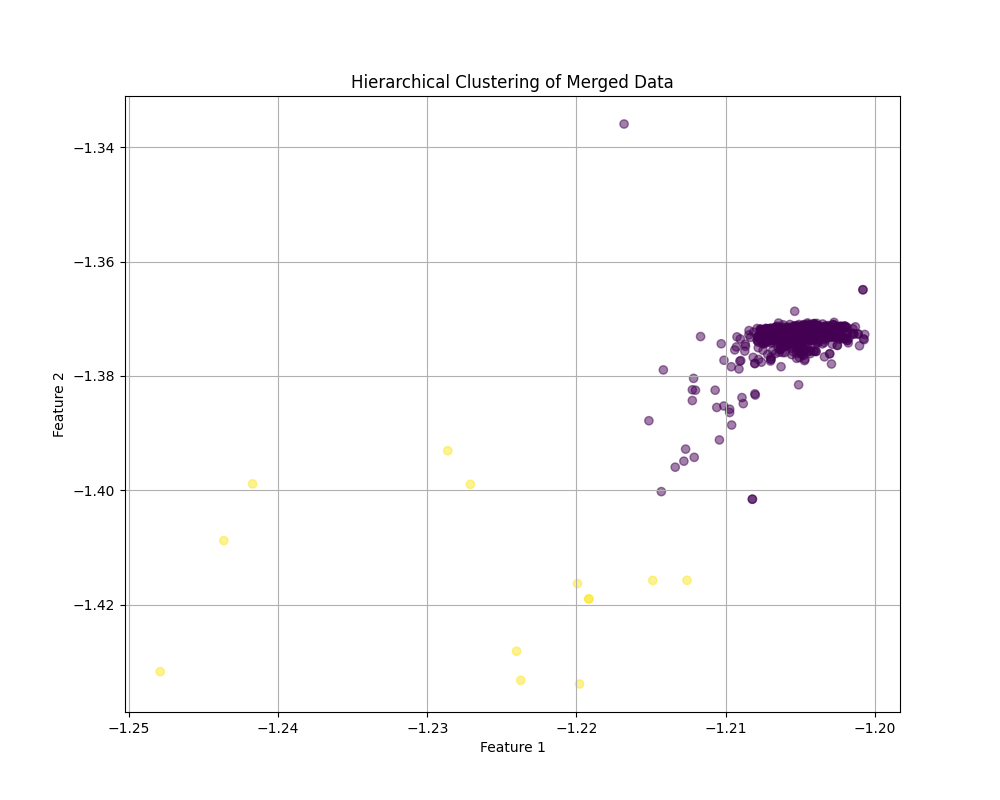 Hierarchical Clustering of Merged Data
−1.34
−1.36
−1.38
−1.40
−1.42
Feature 2
−1.25 −1.24 −1.23 −1.22 −1.21 −1.20
Feature 1